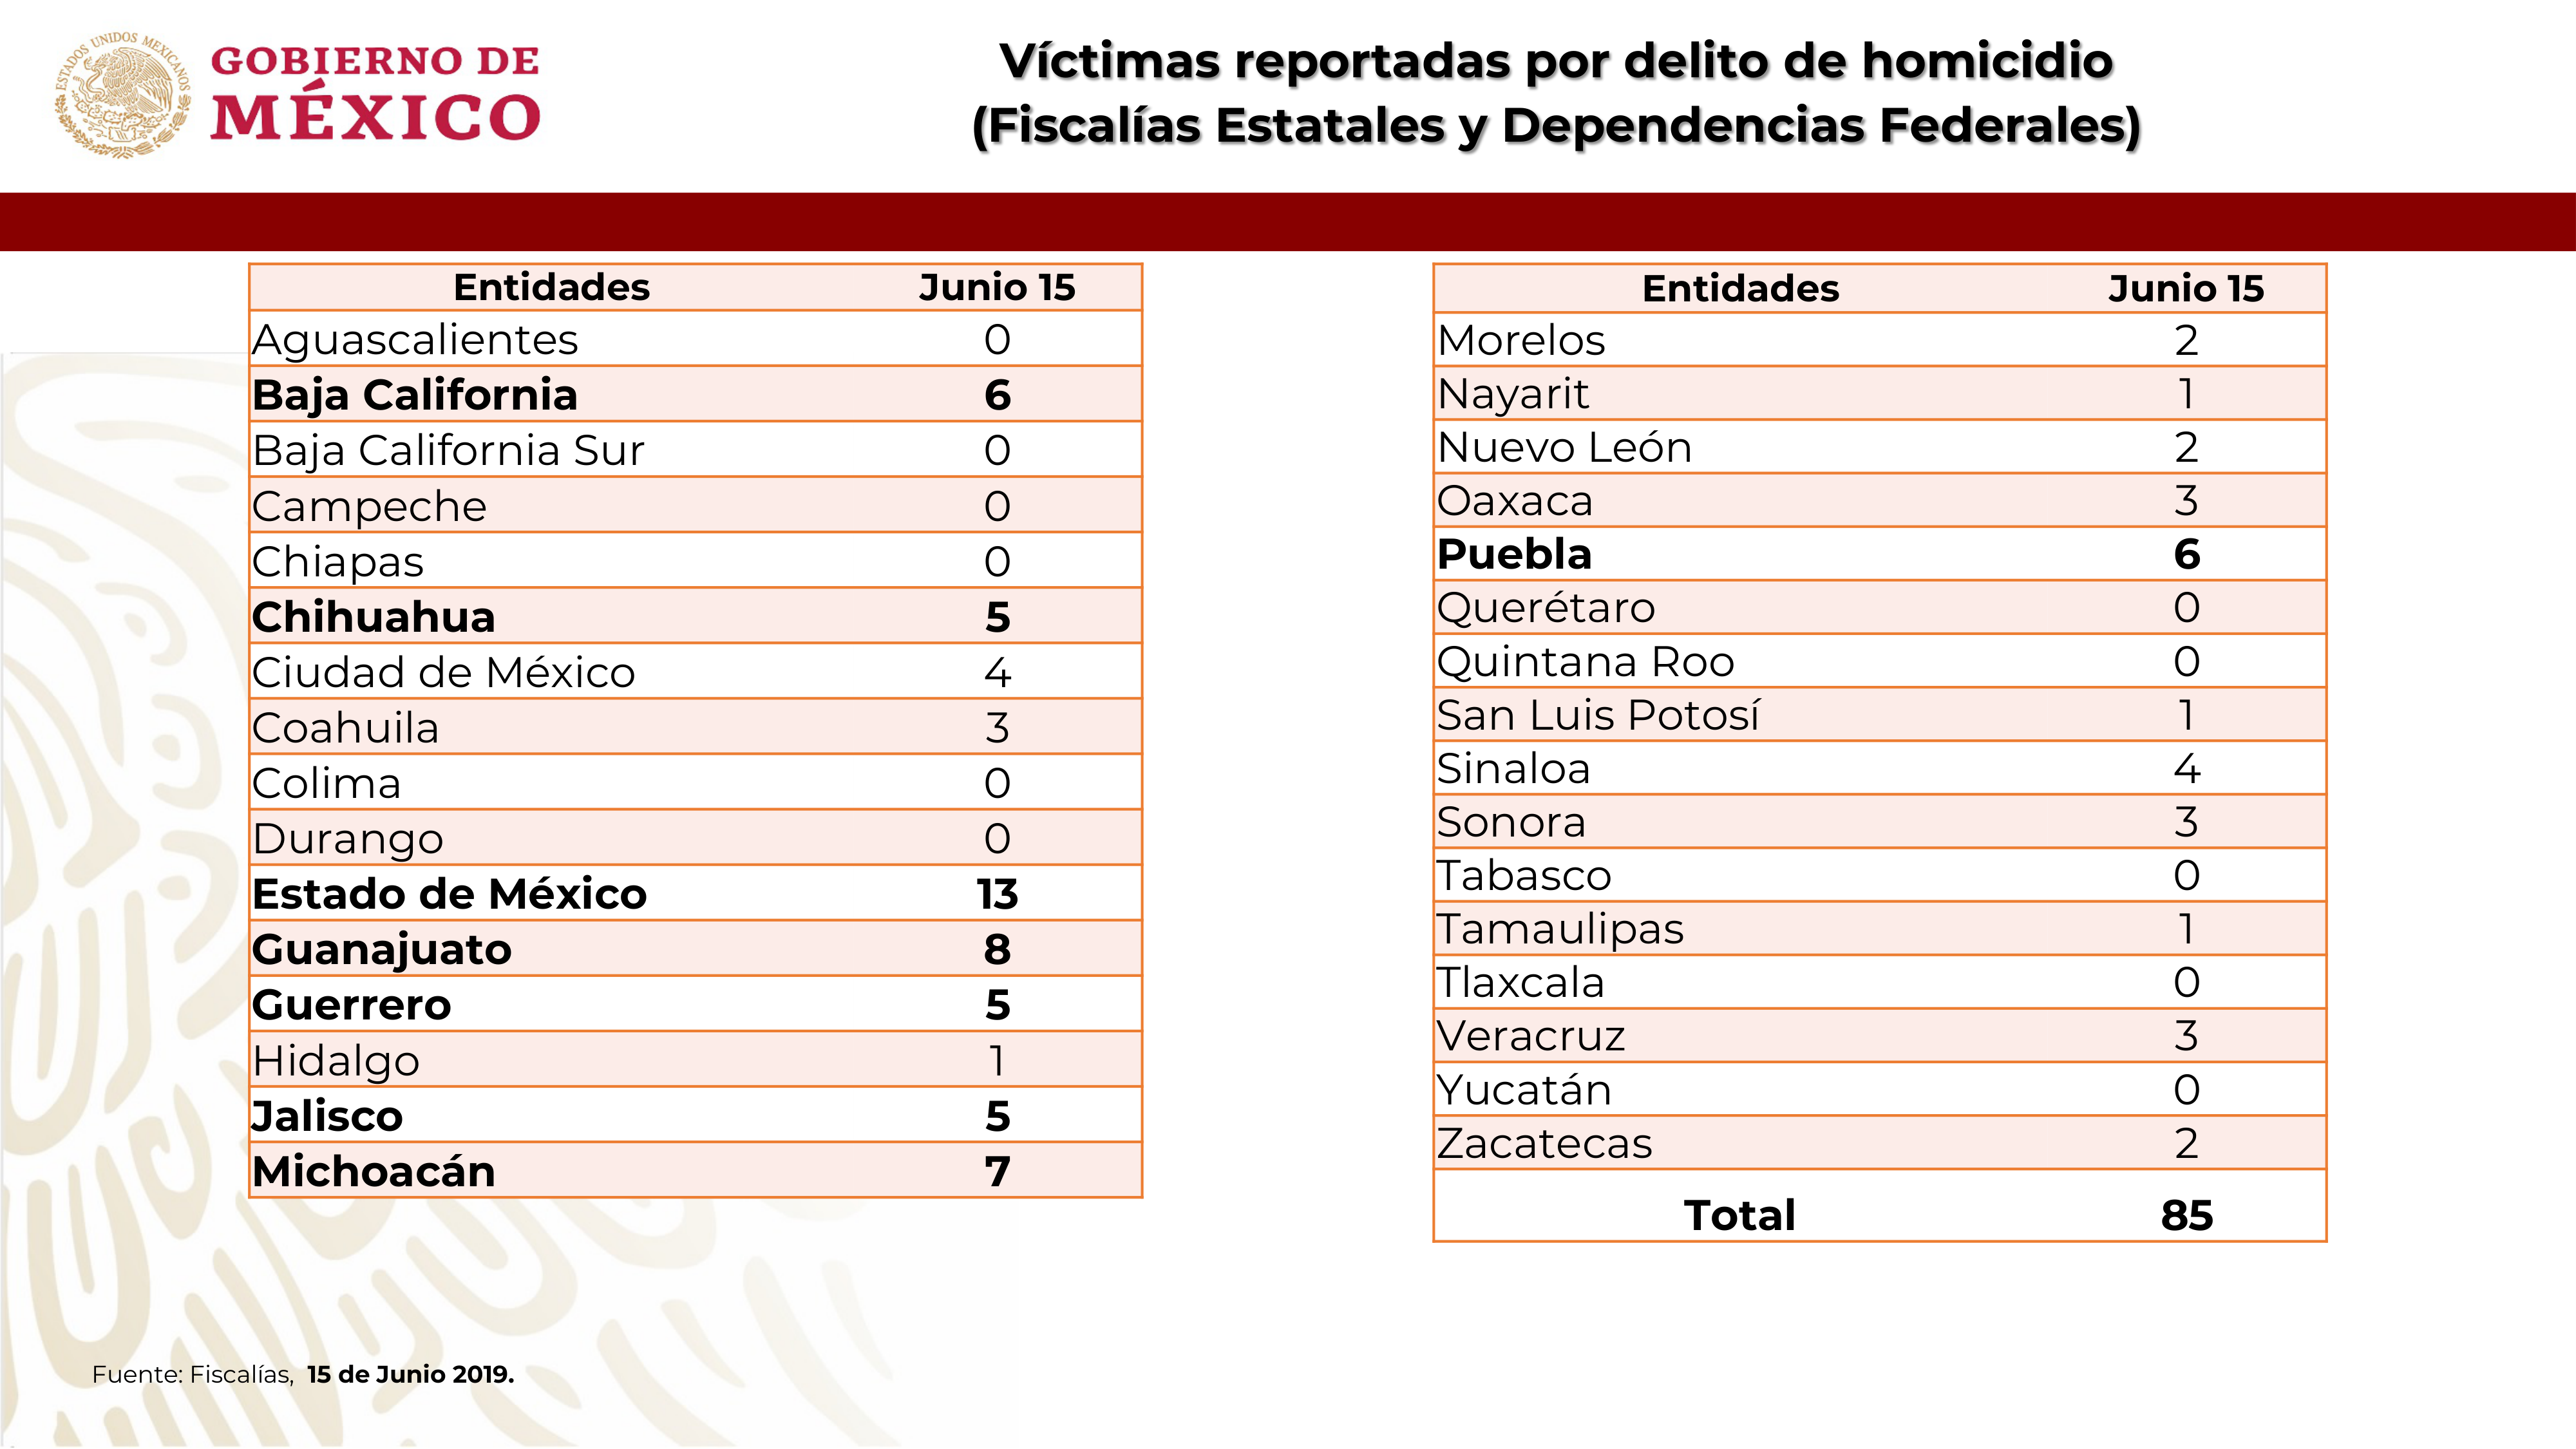 ESTADOS UNIDOS MEXICANOS
GOBIERNO DE
MÉXICO
Víctimas reportadas por delito de homicidio
(Fiscalías Estatales y Dependencias Federales)
Entidades Junio 15
Aguascalientes 0
Baja California 6
Baja California Sur 0
Campeche 0
Chiapas 0
Chihuahua 5
Ciudad de México 4
Coahuila 3
Colima 0
Durango 0
Estado de México 13
Guanajuato 8
Guerrero 5
Hidalgo 1
Jalisco 5
Michoacán 7
Entidades Junio 15
Morelos 2
Nayarit 1
Nuevo León 2
Oaxaca 3
Puebla 6
Querétaro 0
Quintana Roo 0
San Luis Potosí 1
Sinaloa 4
Sonora 3
Tabasco 0
Tamaulipas 1
Tlaxcala 0
Veracruz 3
Yucatán 0
Zacatecas 2
Total 85
Fuente: Fiscalías, 15 de Junio 2019.